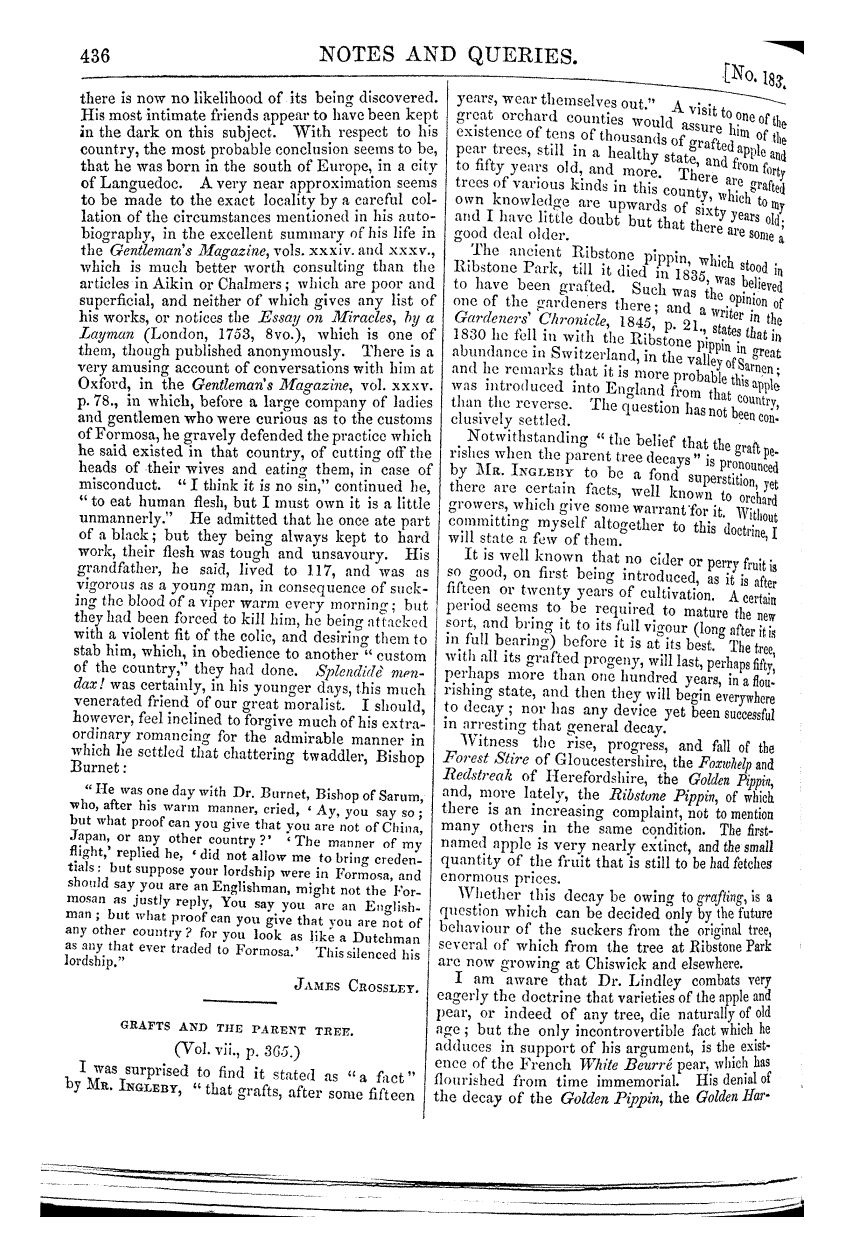 436
NOTES AND QUERIES.
[No. 183.
there is now no likelihood of its being discovered.
His most intimate friends appear to have been kept
in the dark on this subject. With respect to his
country, the most probable conclusion seems to be,
that he was born in the south of Europe, in a city
of Languedoc. A very near approximation seems
to be made to the exact locality by a careful col-
lation of the circumstances mentioned in his auto-
biography, in the excellent summary of his life in
the Gentleman's Magazine, vols. xxxiv. and xxxv.,
which is much better worth consulting than the
articles in Aikin or Chalmers; which are poor and
superficial, and neither of which gives any list of
his works, or notices the Essay on Miracles, by a
Layman (London, 1753, 8vo.), which is one of
them, though published anonymously. There is a
very amusing account of conversations with him at
Oxford, in the Gentleman's Magazine, vol. xxxv.
p. 78., in which, before a large company of ladies
and gentlemen who were curious as to the customs
of Formosa, he gravely defended the practice which
he said existed in that country, of cutting off the
heads of their wives and eating them, in case of
misconduct. "I think it is no sin," continued he,
"to eat human flesh, but I must own it is a little
unmannerly." He admitted that he once ate part
of a black; but they being always kept to hard
work, their flesh was tough and unsavoury. His
grandfather, he said, lived to 117, and was as
vigorous as a young man, in consequence of suck-
ing the blood of a viper warm every morning; but
they had been forced to kill him, he being attacked
with a violent fit of the colic, and desiring them to
stab him, which, in obedience to another "custom
of the country," they had done. Splendidè men-
dax! was certainly, in his younger days, this much
venerated friend of our great moralist. I should,
however, feel inclined to forgive much of his extra-
ordinary romancing for the admirable manner in
which he settled that chattering twaddler, Bishop
Burnet:
"He was one day with Dr. Burnet, Bishop of Sarum,
who, after his warm manner, cried, 'Ay, you say so;
but what proof can you give that you are not of China,
Japan, or any other country?' 'The manner of my
flight,' replied he, 'did not allow me to bring creden-
tials: but suppose your lordship were in Formosa, and
should say you are an Englishman, might not the For-
mosan as justly reply, You say you are an English-
man; but what proof can you give that you are not of
any other country? for you look as like a Dutchman
as any that ever traded to Formosa.' This silenced his
lordship."
JAMES CROSSLEY.
GRAFTS AND THE PARENT TREE.
(Vol. vii., p. 365.)
I was surprised to find it stated as "a fact"
by MR. INGLEBY, "that grafts, after some fifteen
years, wear themselves out." A visit to one of the
great orchard counties would assure him of the
existence of tens of thousands of grafted apple and
pear trees, still in a healthy state, and from forty
to fifty years old, and more. There are grafted
trees of various kinds in this county, which to my
own knowledge are upwards of sixty years old;
and I have little doubt but that there are some a
good deal older.
The ancient Ribstone pippin, which stood in
Ribstone Park, till it died in 1835, was believed
to have been grafted. Such was the opinion of
one of the gardeners there; and a writer in the
Gardeners' Chronicle, 1845, p. 21., states that in
1830 he fell in with the Ribstone pippin in great
abundance in Switzerland, in the valley of Sarnen;
and he remarks that it is more probable this apple
was introduced into England from that country,
than the reverse. The question has not been con-
clusively settled.
Notwithstanding "the belief that the graft pe-
rishes when the parent tree decays" is pronounced
by MR. INGLEBY to be a fond superstition, yet
there are certain facts, well known to orchard
growers, which give some warrant for it. Without
committing myself altogether to this doctrine, I
will state a few of them.
It is well known that no cider or perry fruit is
so good, on first being introduced, as it is after
fifteen or twenty years of cultivation. A certain
period seems to be required to mature the new
sort, and bring it to its full vigour (long after it is
in full bearing) before it is at its best. The tree,
with all its grafted progeny, will last, perhaps fifty,
perhaps more than one hundred years, in a flou-
rishing state, and then they will begin everywhere
to decay; nor has any device yet been successful
in arresting that general decay.
Witness the rise, progress, and fall of the
Forest Stire of Gloucestershire, the Foxwhelp and
Redstreak of Herefordshire, the Golden Pippin,
and, more lately, the Ribstone Pippin, of which
there is an increasing complaint, not to mention
many others in the same condition. The first-
named apple is very nearly extinct, and the small
quantity of the fruit that is still to be had fetches
enormous prices.
Whether this decay be owing to grafting, is a
question which can be decided only by the future
behaviour of the suckers from the original tree,
several of which from the tree at Ribstone Park
are now growing at Chiswick and elsewhere.
I am aware that Dr. Lindley combats very
eagerly the doctrine that varieties of the apple and
pear, or indeed of any tree, die naturally of old
age; but the only incontrovertible fact which he
adduces in support of his argument, is the exist-
ence of the French White Beurré pear, which has
flourished from time immemorial. His denial of
the decay of the Golden Pippin, the Golden Har-